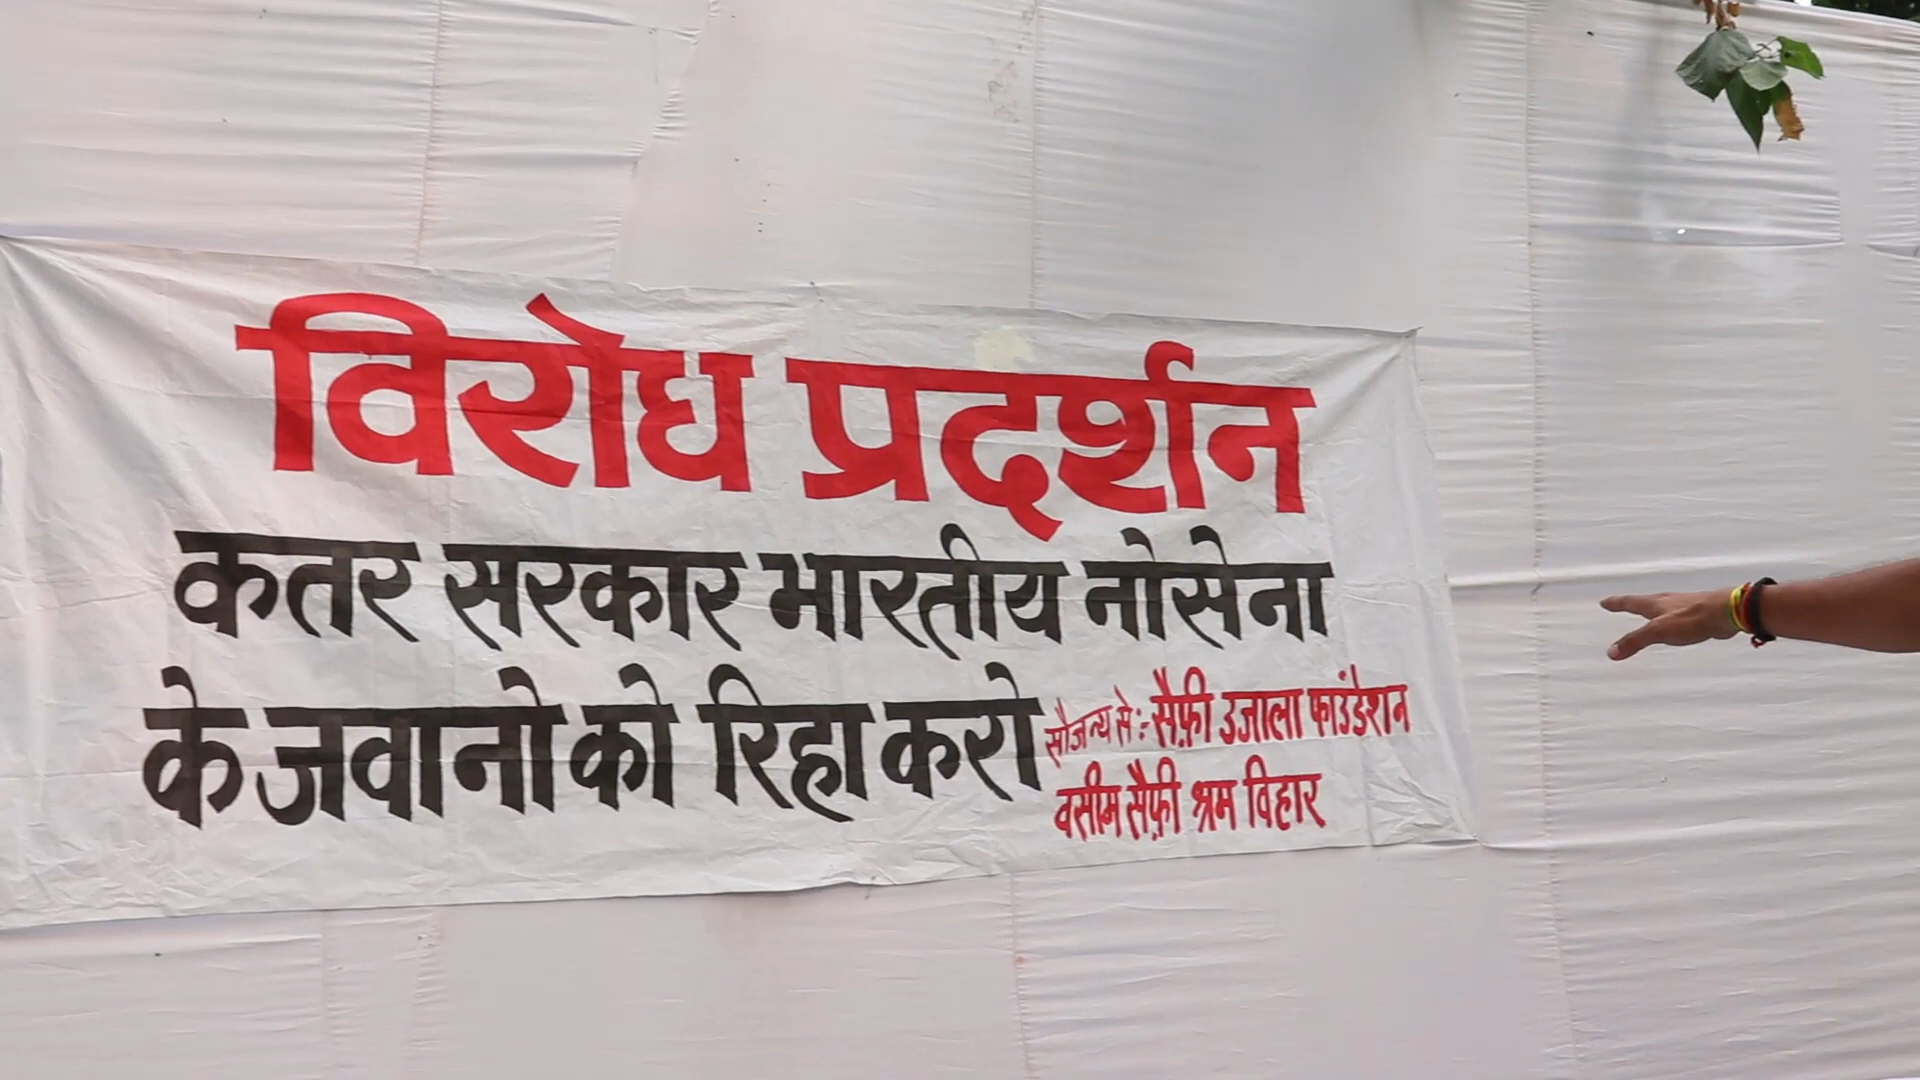 विरोध प्रदर्शन
कतर सरकार भारतीय नोसेना
के जवानो को रिहा करो
सौजन्य से :- सैफ़ी उजाला फाउंडेशन
वसीम सैफ़ी श्रम विहार